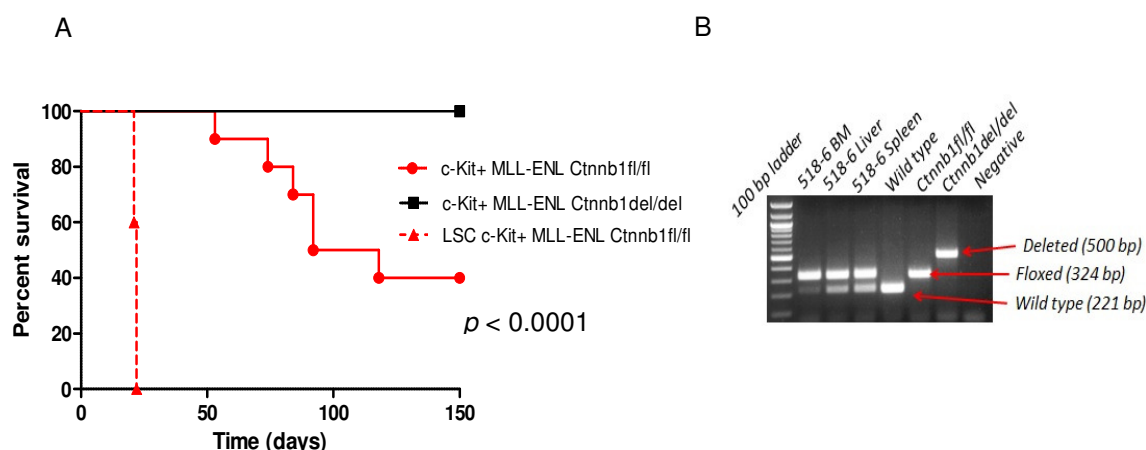 A
Percent survival
100
80
60
40
20
0
0 50 100 150
Time (days)
c-Kit+ MLL-ENL Ctnnb1fl/fl
c-Kit+ MLL-ENL Ctnnb1del/del
LSC c-Kit+ MLL-ENL Ctnnb1fl/fl
p < 0.0001
B
100 bp ladder
518-6 BM
518-6 Liver
518-6 Spleen
Wild type
Ctnnb1fl/fl
Ctnnb1del/del
Negative
Deleted (500 bp)
Floxed (324 bp)
Wild type (221 bp)